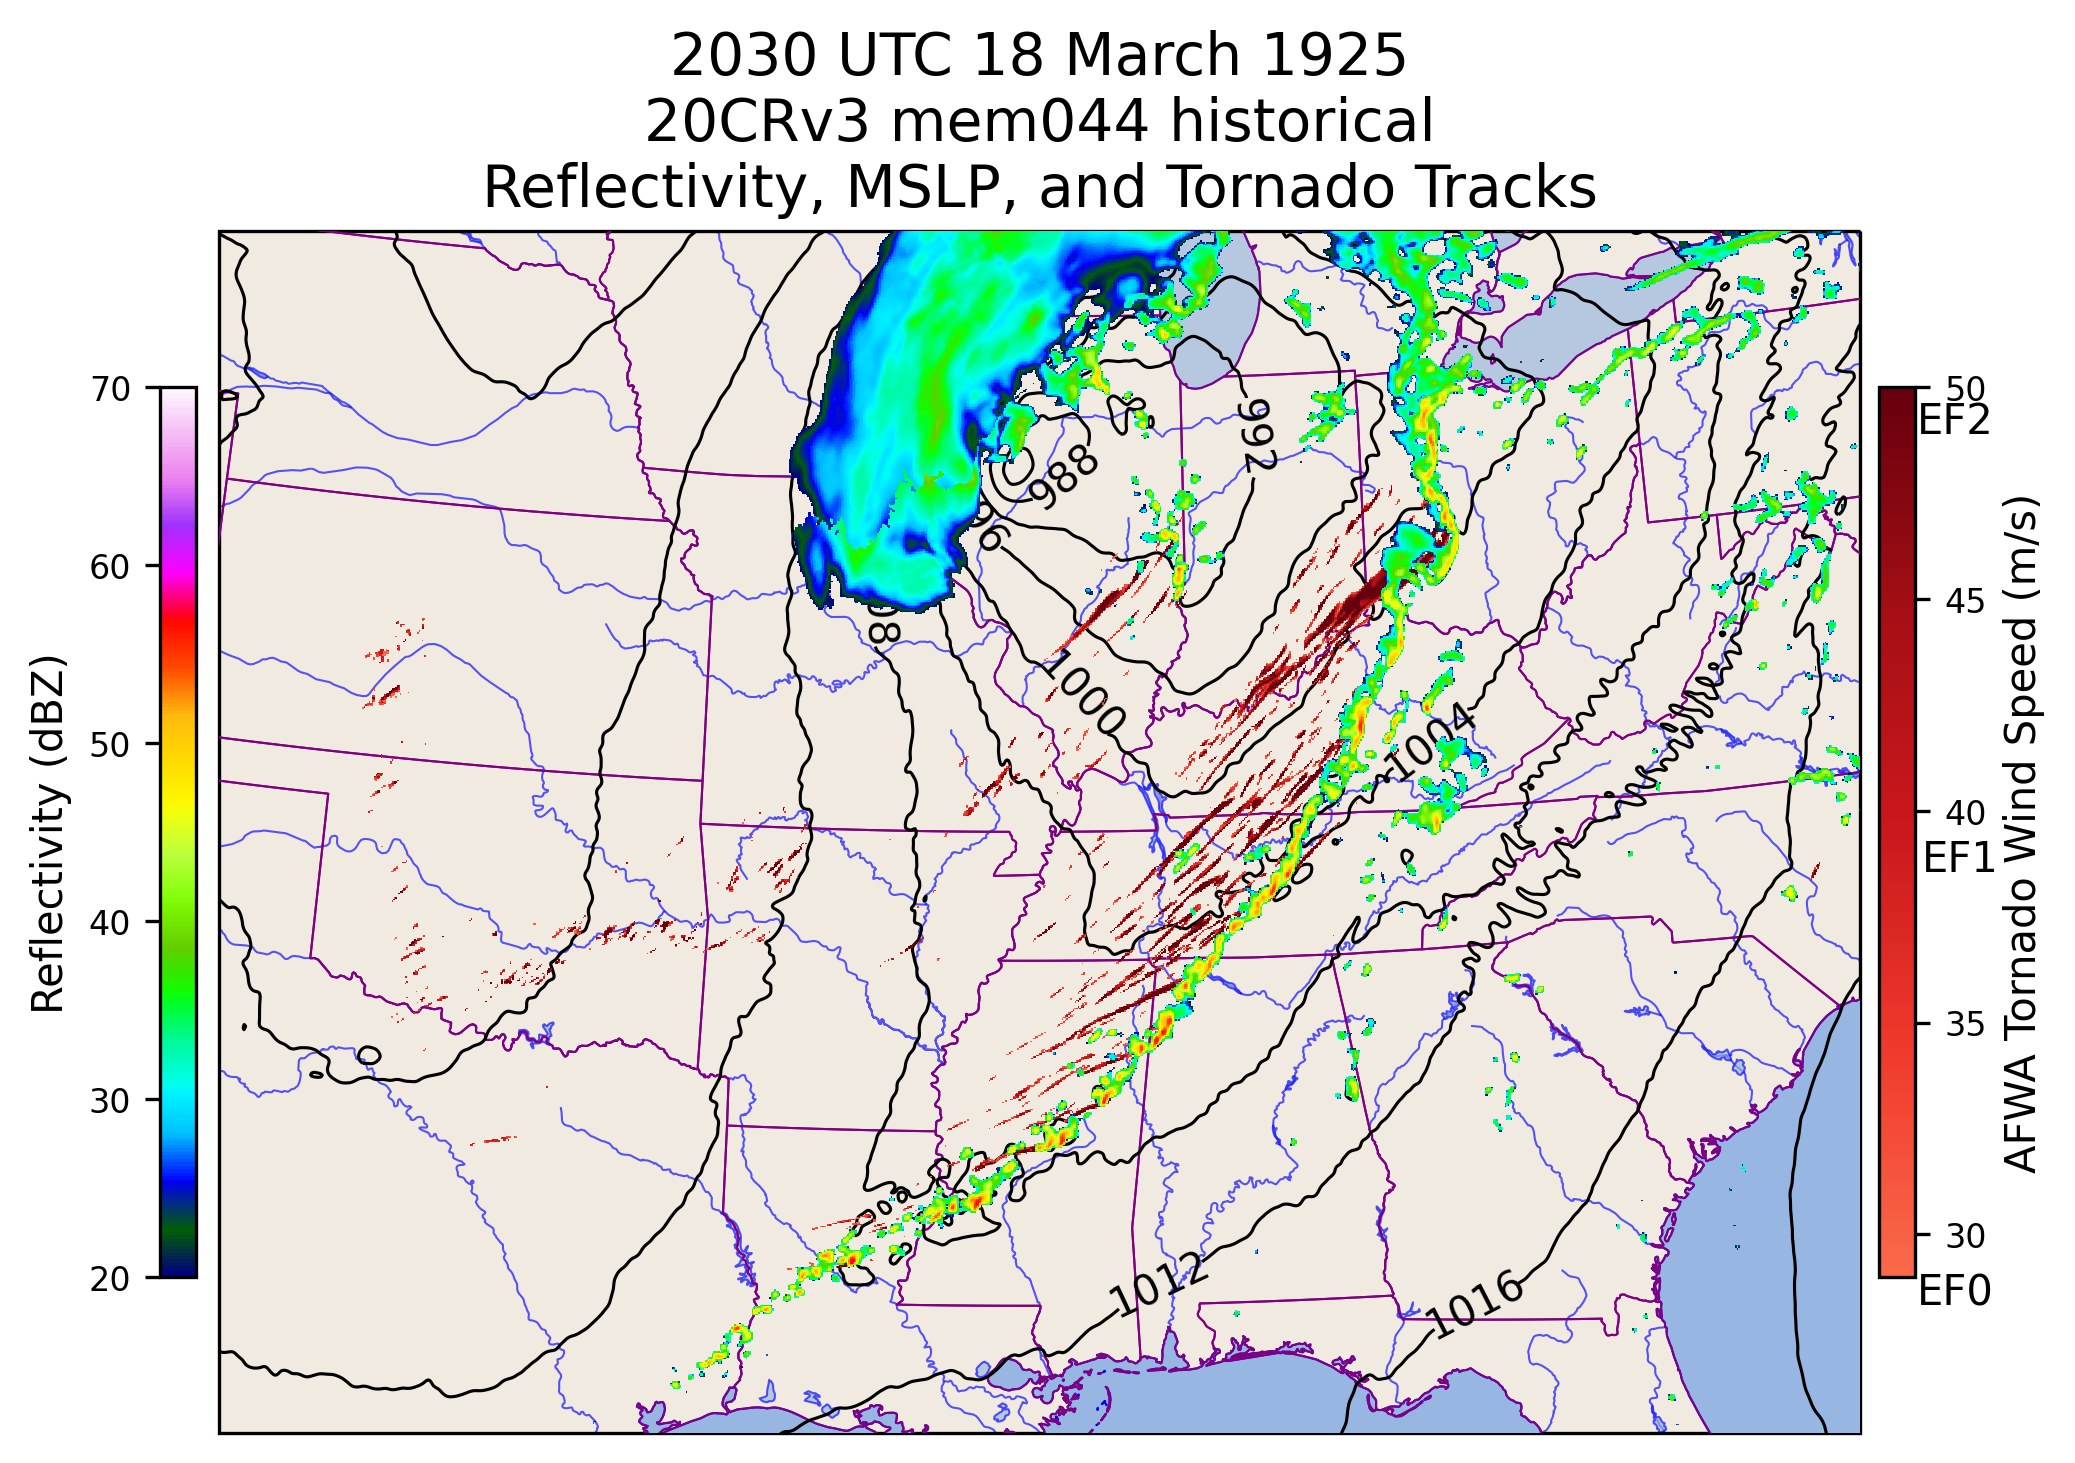 2030 UTC 18 March 1925
20CRv3 mem044 historical
Reflectivity, MSLP, and Tornado Tracks
Reflectivity (dBZ)
70
60
50
40
30
20
992
988
96
8
1000
1004
1012
1016
50
EF2
45
40
EF1
35
30
EF0
AFWA Tornado Wind Speed (m/s)